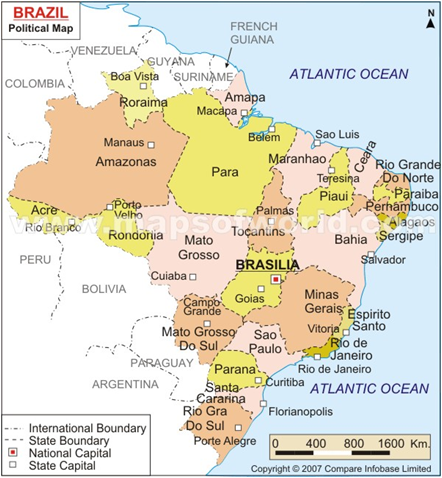 BRAZIL
Political Map
N
FRENCH
GUIANA
VENEZUELA
GUYANA
SURINAME
COLOMBIA
ATLANTIC OCEAN
Boa Vista
Roraima
Amapa
Macapa
Belem
Sao Luis
Manaus
Amazonas
Para
Maranhao
Ceara
Teresina
Rio Grande
Do Norte
Piaui
Paraiba
Pernambuco
Alagaos
Sergipe
Acre
Rio Branco
Porto
Velho
Rondonia
Palmas
Tocantins
www.mapsofworld.com
Mato
Grosso
Bahia
Salvador
PERU
BRASILIA
Cuiaba
Goias
BOLIVIA
Minas
Gerais
Campo
Grande
Mato Grosso
Do Sul
Espirito
Santo
Vitoria
Sao
Paulo
Rio de
Janeiro
Rio de Janeiro
PARAGUAY
Parana
Curitiba
ARGENTINA
Santa
Cararina
ATLANTIC OCEAN
Florianopolis
Rio Gra
Do Sul
Porte Alegre
International Boundary
State Boundary
National Capital
State Capital
0 400 800 1200 1600 Km.
Copyright © 2007 Compare Infobase Limited